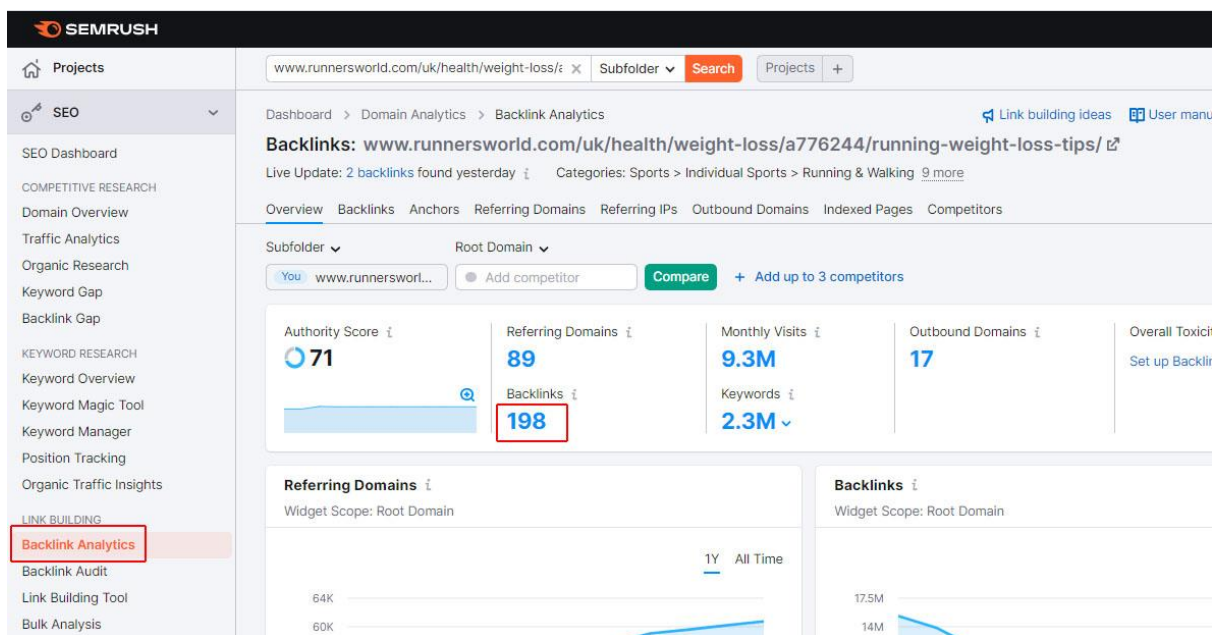 SEMRUSH
Projects
www.runnersworld.com/uk/health/weight-loss/a
Subfolder
Search
Projects +
SEO
Dashboard > Domain Analytics > Backlink Analytics
Link building ideas
User manu
Backlinks: www.runnersworld.com/uk/health/weight-loss/a776244/running-weight-loss-tips/
SEO Dashboard
Live Update: 2 backlinks found yesterday i Categories: Sports > Individual Sports > Running & Walking 9 more
COMPETITIVE RESEARCH
Domain Overview
Traffic Analytics
Organic Research
Keyword Gap
Backlink Gap
KEYWORD RESEARCH
Keyword Overview
Keyword Magic Tool
Keyword Manager
Position Tracking
Organic Traffic Insights
LINK BUILDING
Backlink Analytics
Backlink Audit
Link Building Tool
Bulk Analysis
Overview Backlinks Anchors Referring Domains Referring IPs Outbound Domains Indexed Pages Competitors
Subfolder
Root Domain
You www.runnersworl...
Add competitor
Compare
+ Add up to 3 competitors
Authority Score i
71
Referring Domains i
89
Backlinks i
198
Monthly Visits i
9.3M
Keywords i
2.3M
Outbound Domains i
17
Overall Toxicit
Set up Backlin
Referring Domains i
Widget Scope: Root Domain
1Y All Time
64K
60K
Backlinks i
Widget Scope: Root Domain
17.5M
14M